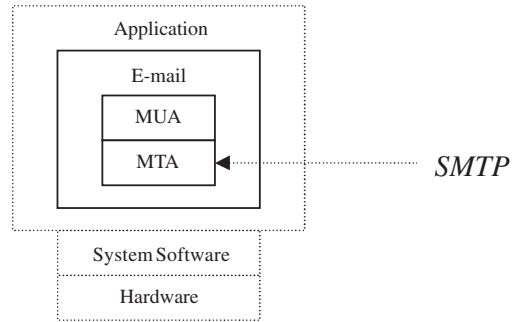 Application
E-mail
MUA
MTA
SMTP
System Software
Hardware